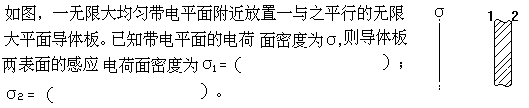 如图，一无限大均匀带电平面附近放置一与之平行的无限
大平面导体板。已知带电平面的电荷 面密度为σ,则导体板
两表面的感应 电荷面密度为σ₁=（ ）；
σ₂=（ ）。
σ
1 2